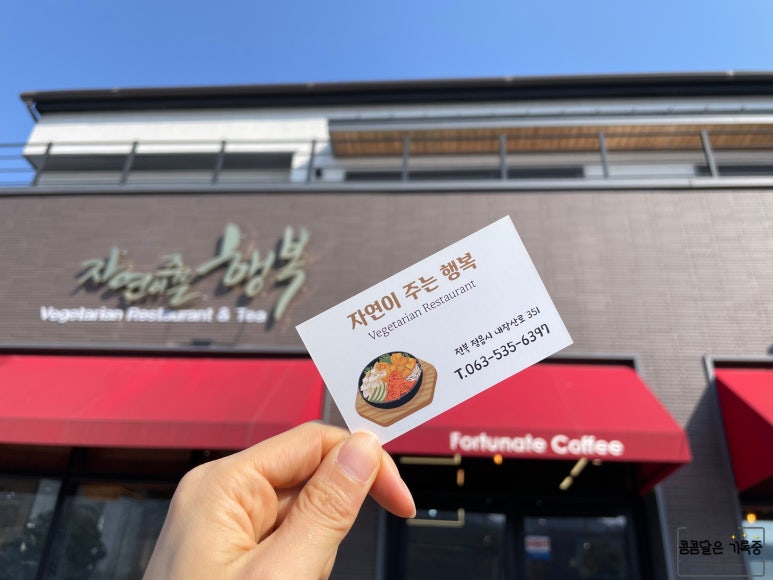 자연이 주는 행복
Vegetarian Restaurant & Tea
자연이 주는 행복
Vegetarian Restaurant
전북 정읍시 내장산로 351
T.063-535-6397
Fortunate Coffee
콤콤달은 기록중